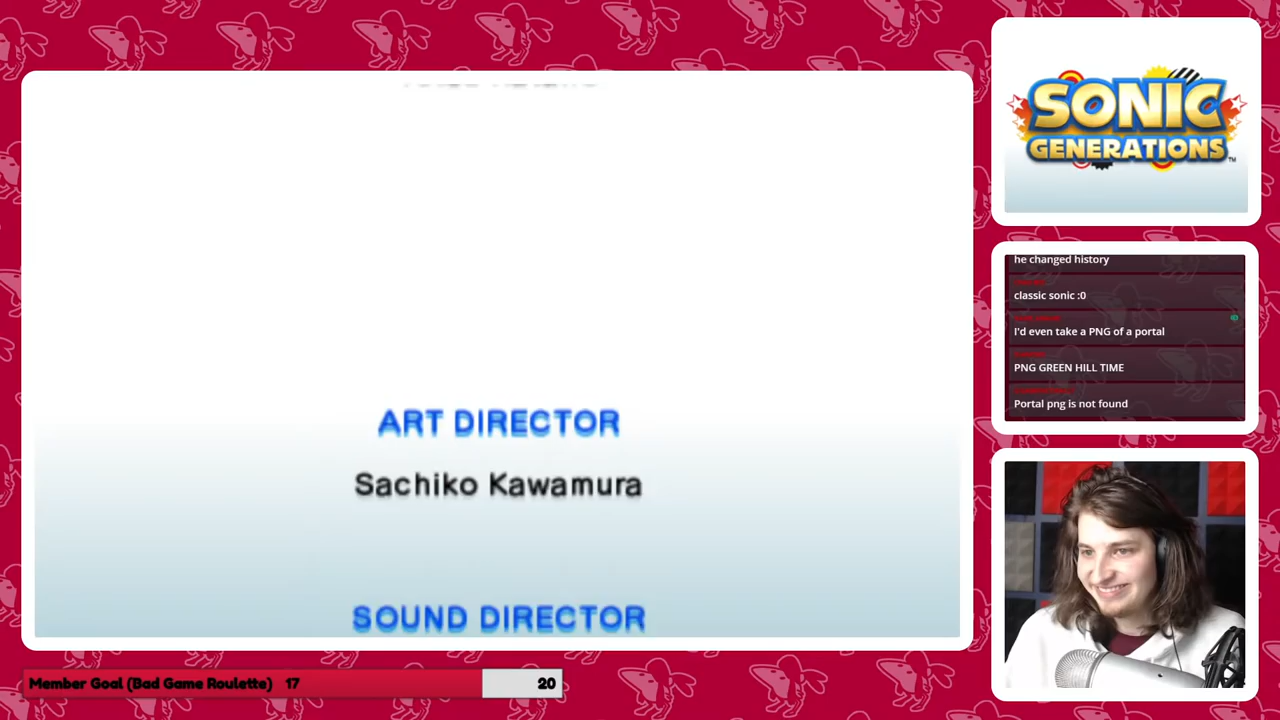 ART DIRECTOR
Sachiko Kawamura
SOUND DIRECTOR
SONIC
GENERATIONS
TM
he changed history
classic sonic :0
I'd even take a PNG of a portal
PNG GREEN HILL TIME
Portal png is not found
Member Goal (Bad Game Roulette) 17
20